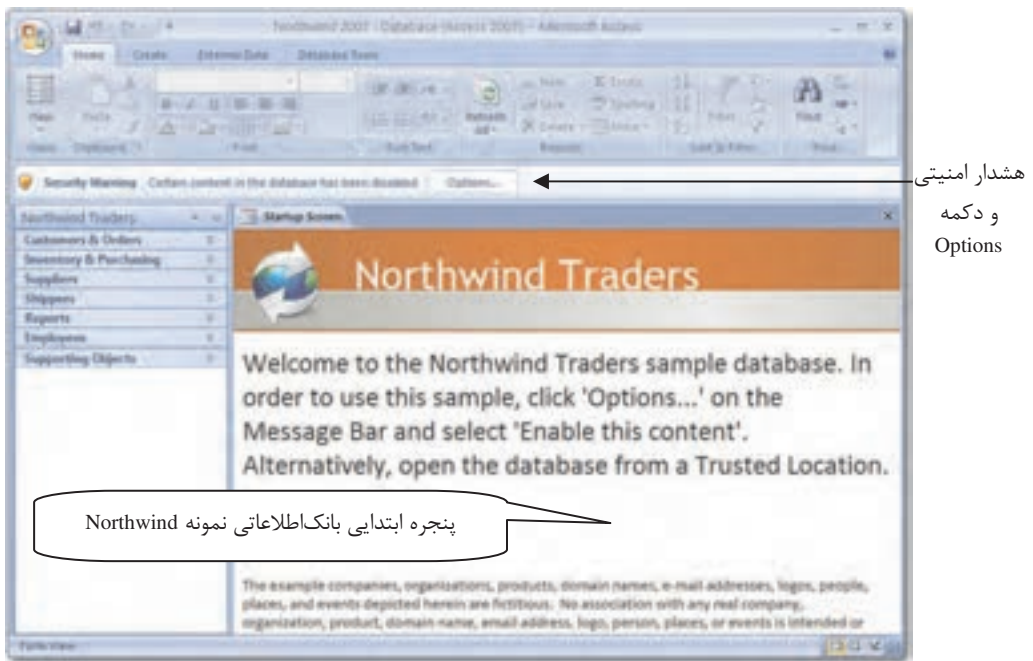 Northwind 2007 : Database (Access 2007) - Microsoft Access
Home Create External Data Database Tools
Security Warning Certain content in the database has been disabled Options...
هشدار امنیتی
و دکمه
Options
Northwind Traders
Startup Screen
Customers & Orders
Inventory & Purchasing
Suppliers
Shippers
Reports
Employees
Supporting Objects
Northwind Traders
Welcome to the Northwind Traders sample database. In
order to use this sample, click 'Options...' on the
Message Bar and select 'Enable this content'.
Alternatively, open the database from a Trusted Location.
پنجره ابتدایی بانک‌اطلاعاتی نمونه Northwind
The example companies, organizations, products, domain names, e-mail addresses, logos, people,
places, and events depicted herein are fictitious. No association with any real company,
organization, product, domain name, email address, logo, person, places, or events is intended or
Form View